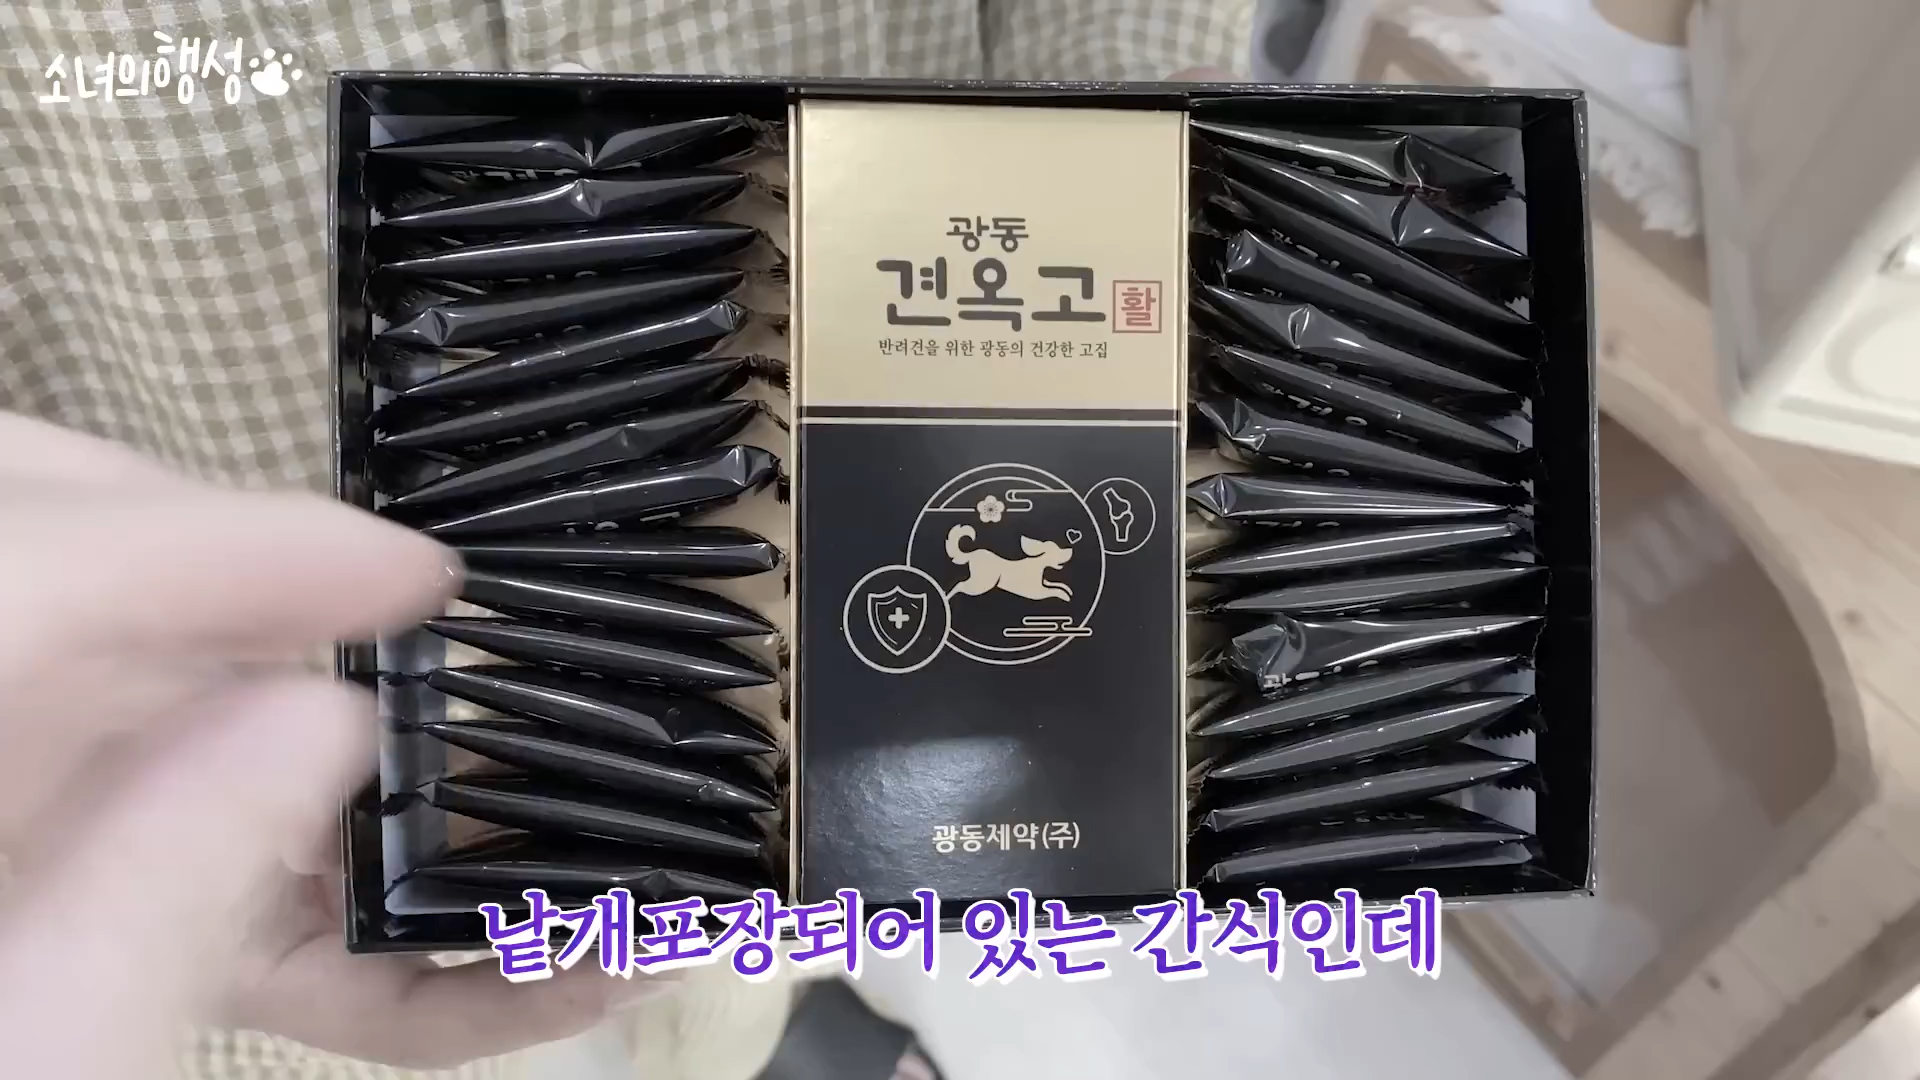 소녀의행성
광동
견옥고 활
반려견을 위한 광동의 건강한 고집
광동제약(주)
낱개포장되어 있는 간식인데